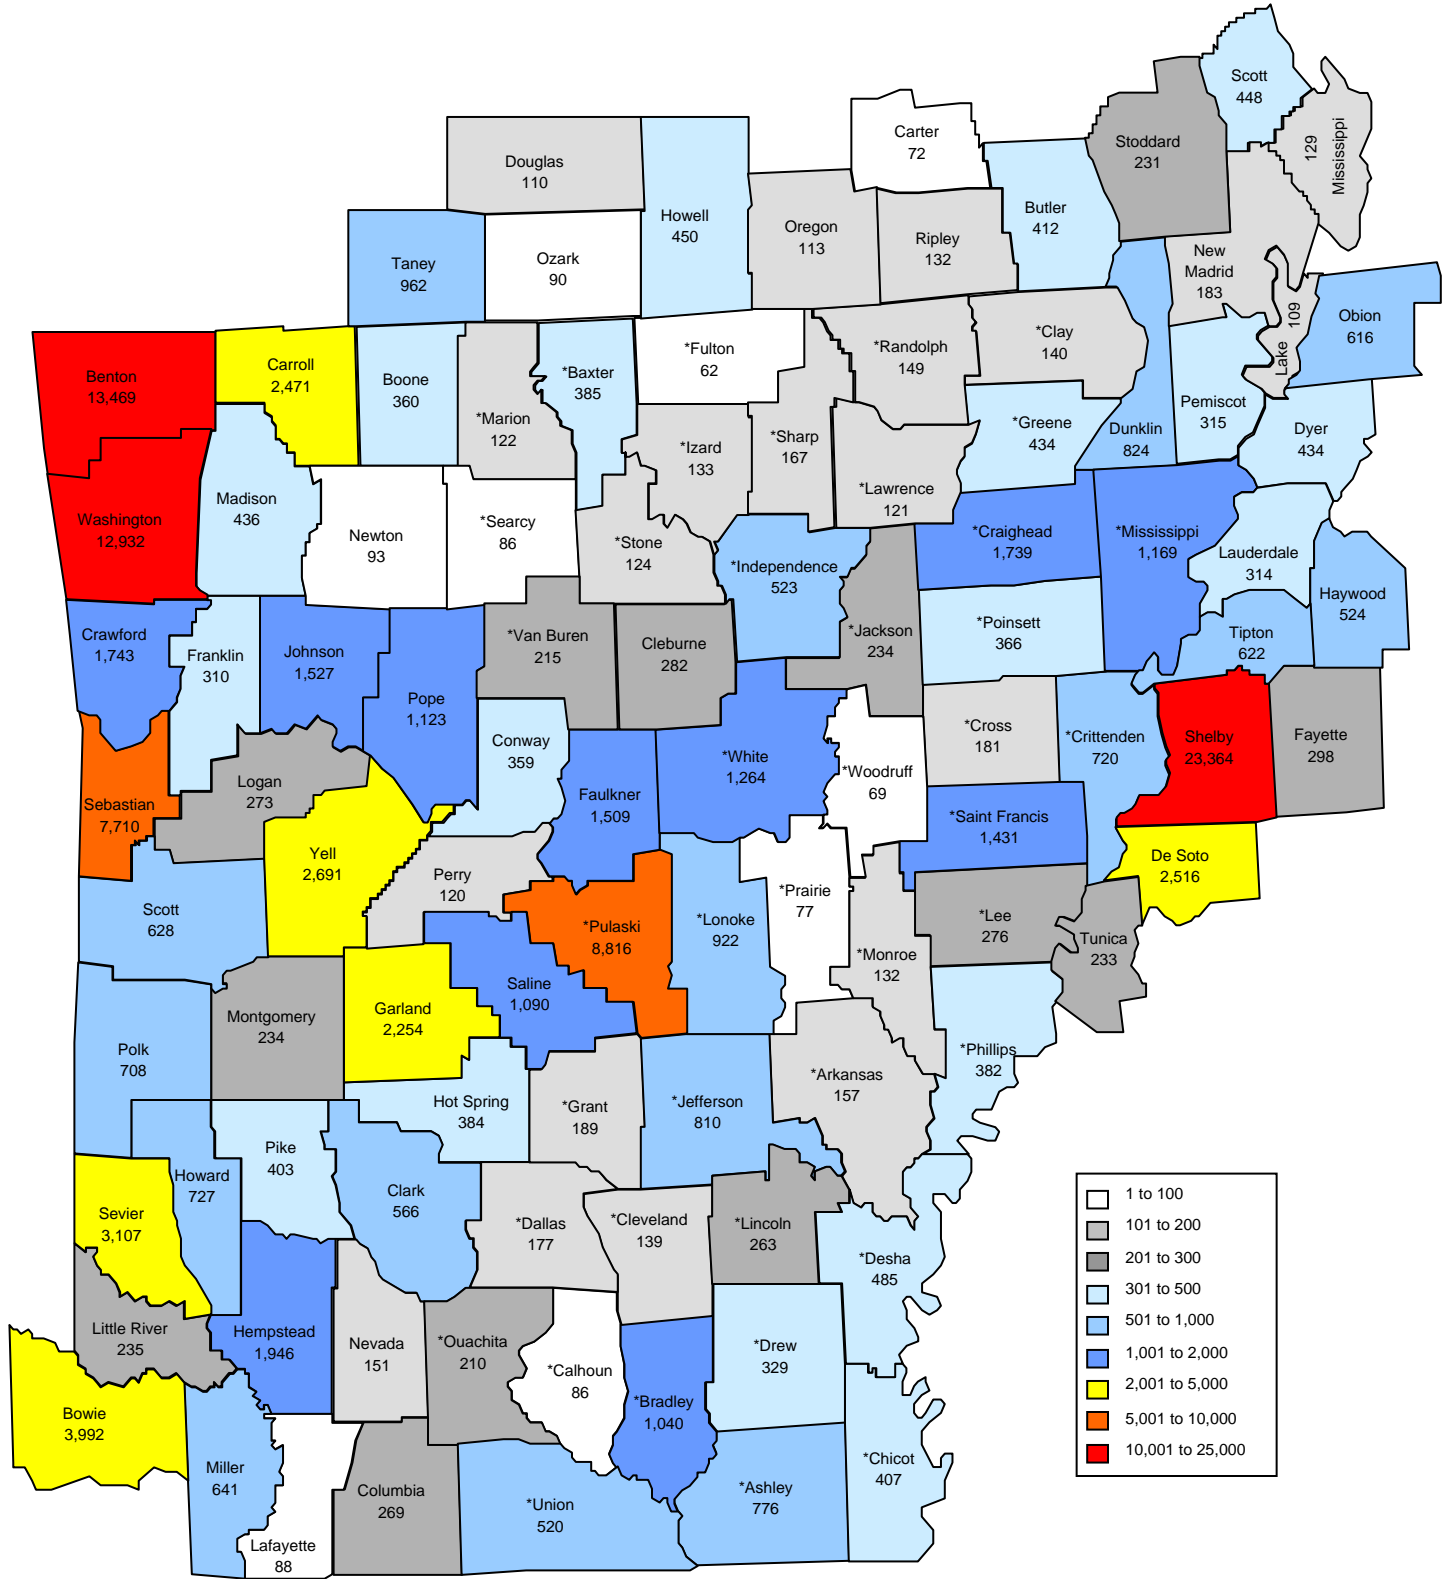 Scott
448
129
Mississippi
Carter
72
Stoddard
231
Douglas
110
Howell
450
Oregon
113
Ripley
132
Butler
412
Taney
962
Ozark
90
New
Madrid
183
Lake
109
Obion
616
Benton
13,469
Carroll
2,471
Boone
360
*Marion
122
*Baxter
385
*Fulton
62
*Randolph
149
*Clay
140
*Izard
133
*Sharp
167
*Lawrence
121
*Greene
434
Dunklin
824
Pemiscot
315
Dyer
434
Washington
12,932
Madison
436
Newton
93
*Searcy
86
*Stone
124
*Independence
523
*Jackson
234
*Craighead
1,739
*Mississippi
1,169
Lauderdale
314
Haywood
524
Crawford
1,743
Franklin
310
Johnson
1,527
Pope
1,123
*Van Buren
215
Cleburne
282
*Poinsett
366
Tipton
622
Sebastian
7,710
Logan
273
Conway
359
Faulkner
1,509
*White
1,264
*Woodruff
69
*Cross
181
*Crittenden
720
Shelby
23,364
Fayette
298
Yell
2,691
Perry
120
*Saint Francis
1,431
De Soto
2,516
Scott
628
*Pulaski
8,816
*Lonoke
922
*Prairie
77
*Monroe
132
*Lee
276
Tunica
233
Montgomery
234
Garland
2,254
Saline
1,090
Polk
708
Hot Spring
384
*Grant
189
*Jefferson
810
*Arkansas
157
*Phillips
382
Pike
403
Howard
727
Clark
566
Sevier
3,107
*Dallas
177
*Cleveland
139
*Lincoln
263
*Desha
485
Little River
235
Hempstead
1,946
Nevada
151
*Ouachita
210
*Calhoun
86
*Bradley
1,040
*Drew
329
Bowie
3,992
Miller
641
Lafayette
88
Columbia
269
*Union
520
*Ashley
776
*Chicot
407
1 to 100
101 to 200
201 to 300
301 to 500
501 to 1,000
1,001 to 2,000
2,001 to 5,000
5,001 to 10,000
10,001 to 25,000